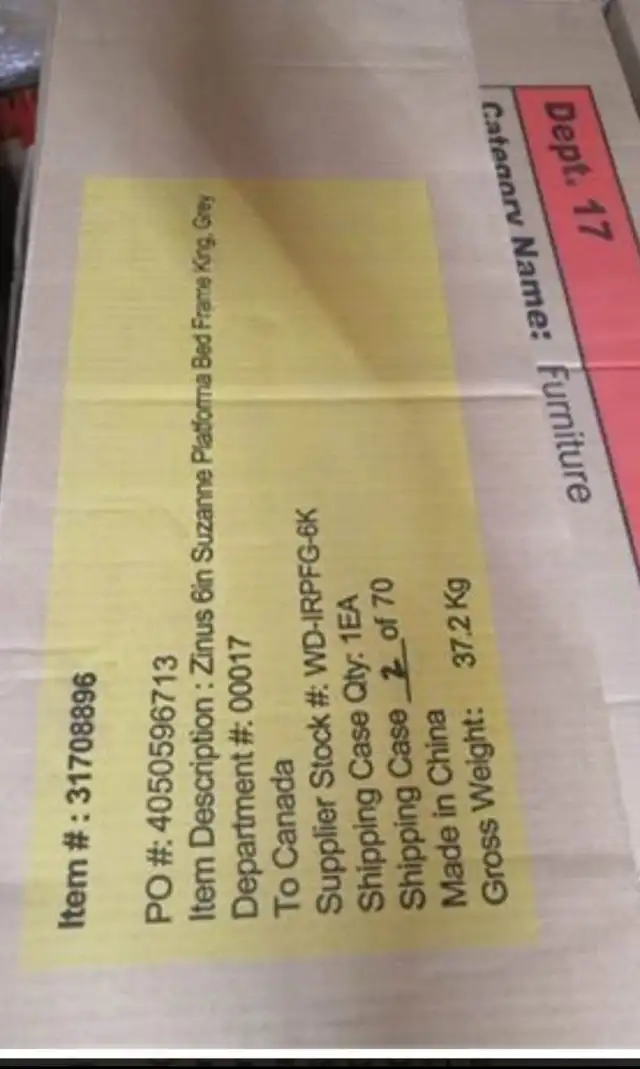 Item # : 31708896
PO #: 4050596713
Item Description : Zinus 6in Suzanne Platforma Bed Frame King, Grey
Department #: 00017
To Canada
Supplier Stock #: WD-IRPFG-6K
Shipping Case Qty: 1EA
Shipping Case 2 of 70
Made in China
Gross Weight: 37.2 Kg
Dept. 17
Category Name: Furniture